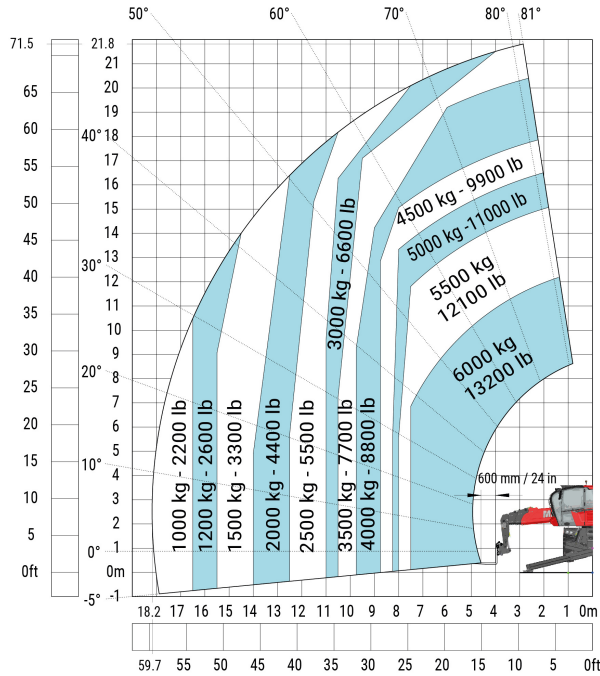 50° 60° 70° 80° 81°
71.5 21.8
21
65 20
19
60 40° 18
17
55 16
15
50 14
45 13
30° 12
40 11
35 10
30 9
20° 8
25 7
20 6
5
15 10° 4
10 3
2
5 0° 1
0ft 0m
-5° -1
4500 kg - 9900 lb
5000 kg -11000 lb
5500 kg
12100 lb
6000 kg
13200 lb
3000 kg - 6600 lb
1000 kg - 2200 lb
1200 kg - 2600 lb
1500 kg - 3300 lb
2000 kg - 4400 lb
2500 kg - 5500 lb
3500 kg - 7700 lb
4000 kg - 8800 lb
600 mm / 24 in
18.2 17 16 15 14 13 12 11 10 9 8 7 6 5 4 3 2 1 0m
59.7 55 50 45 40 35 30 25 20 15 10 5 0ft